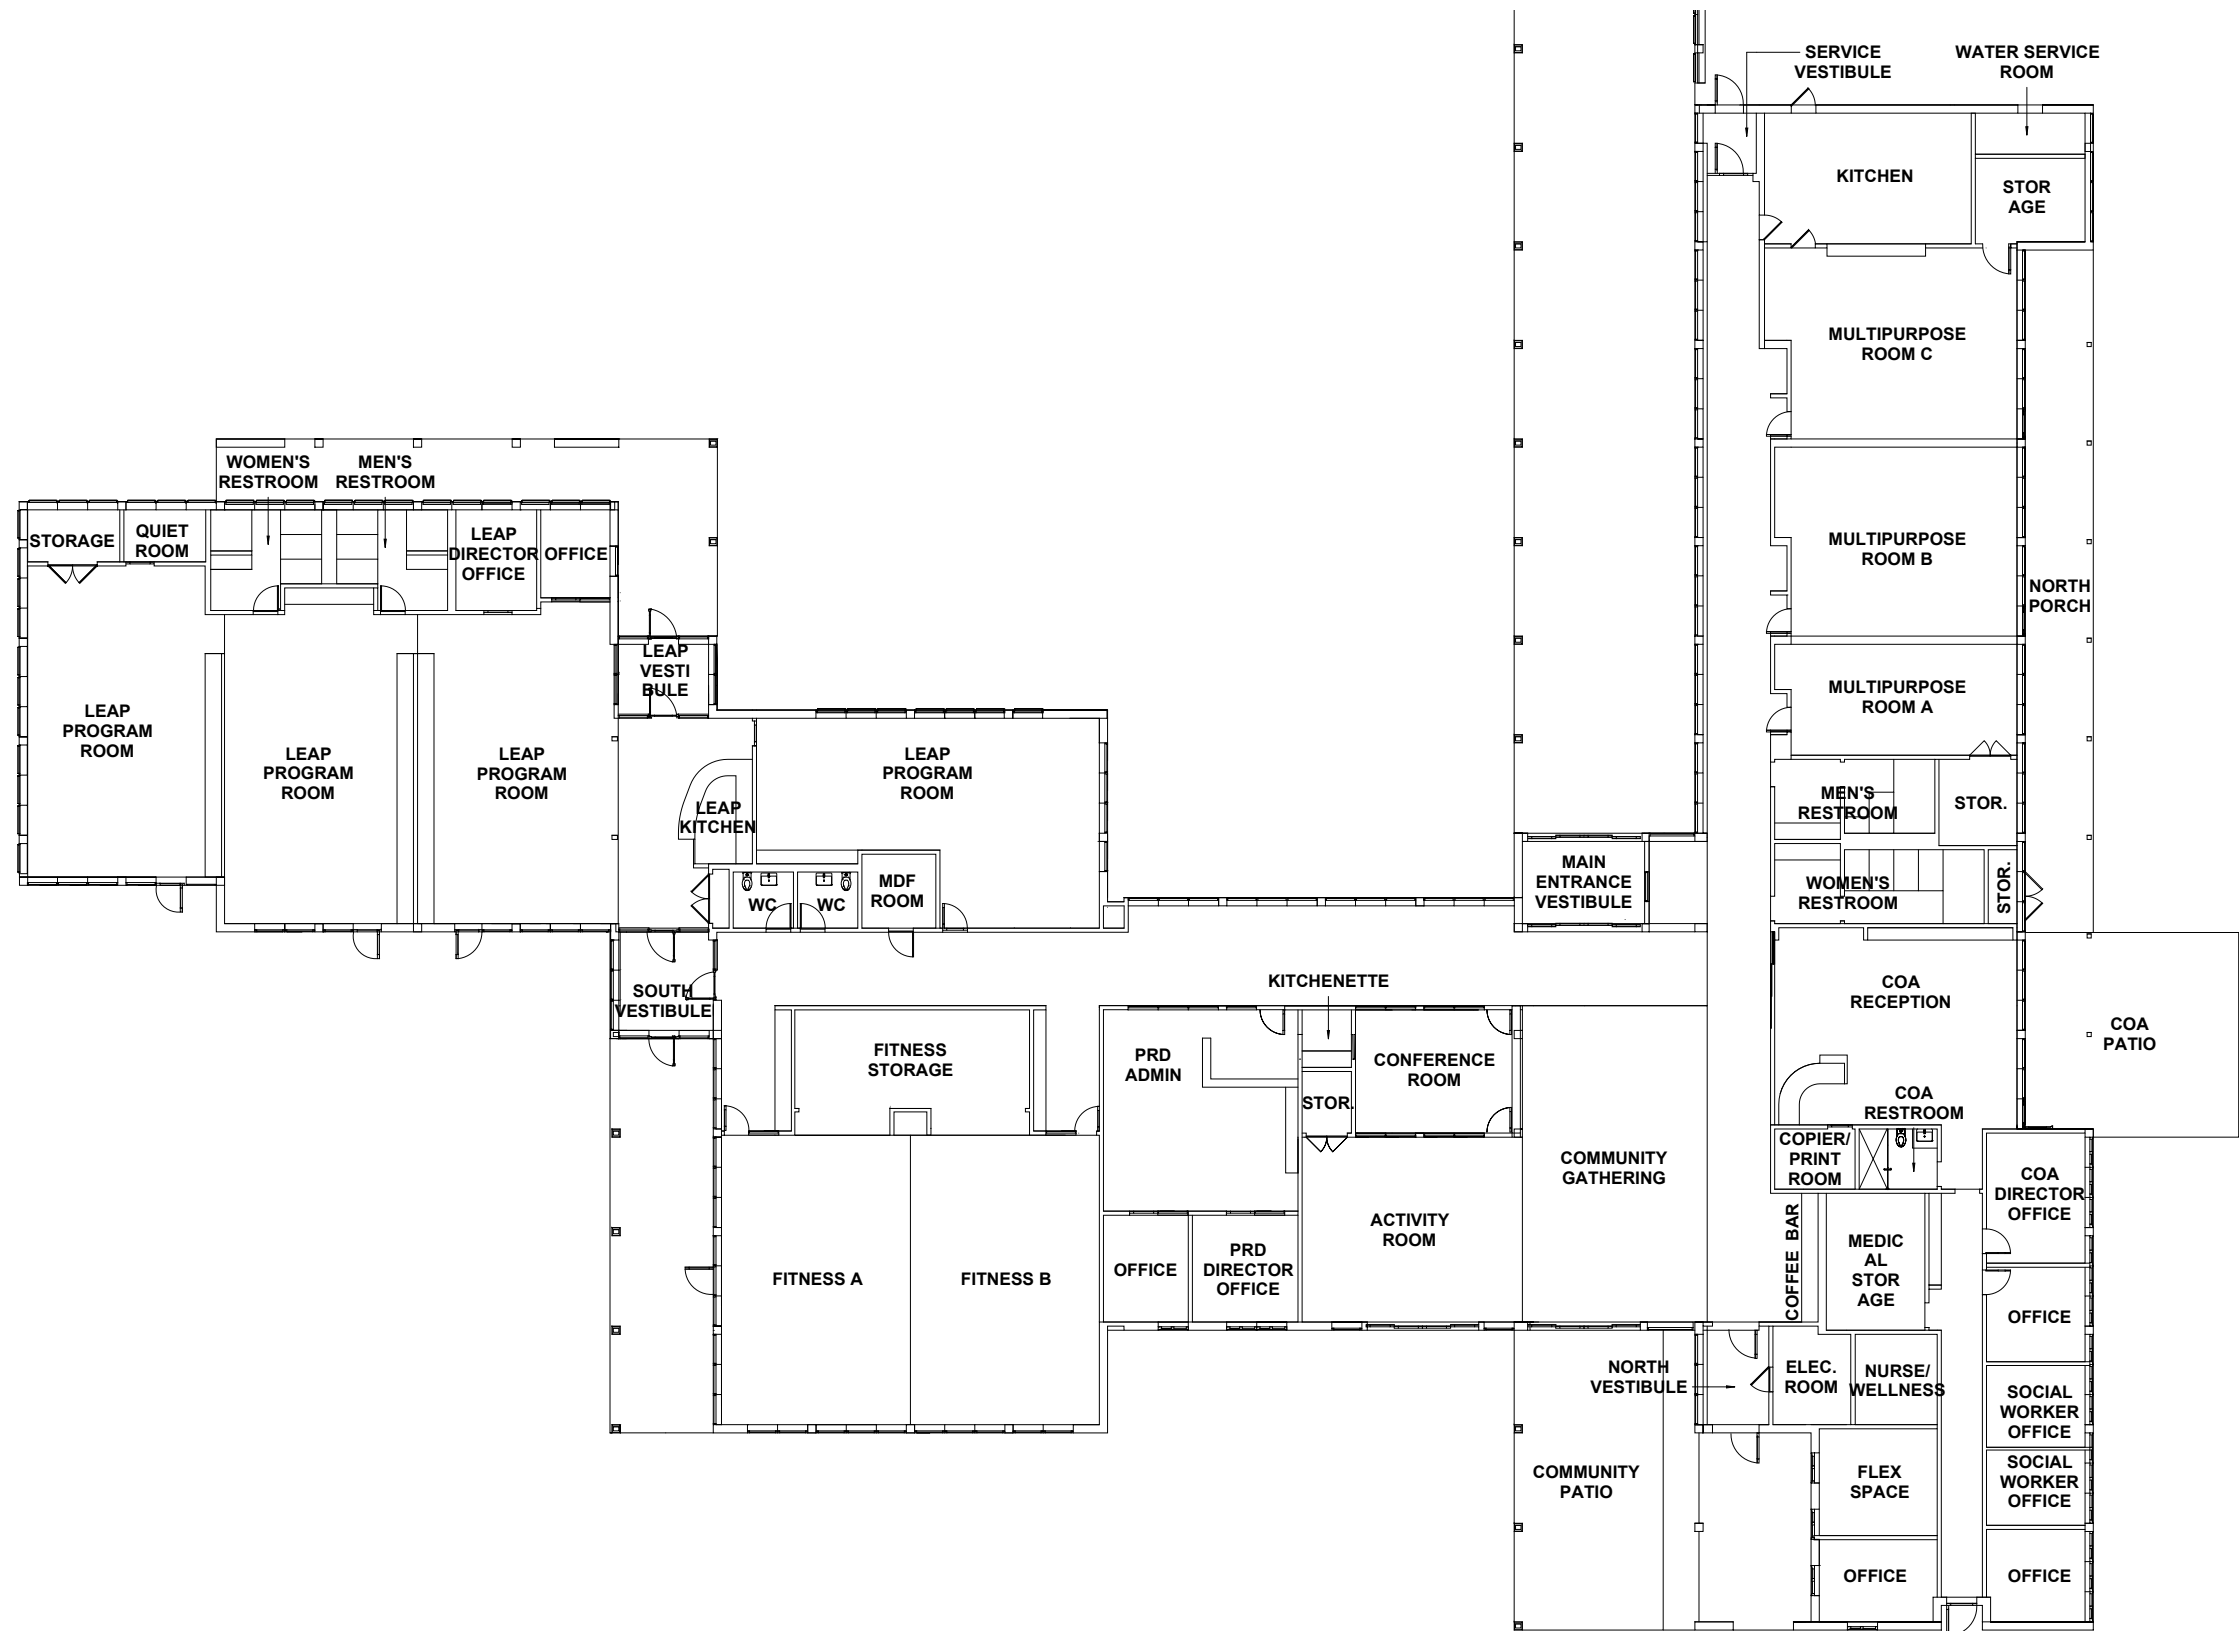 SERVICE
VESTIBULE
WATER SERVICE
ROOM
KITCHEN
STOR
AGE
MULTIPURPOSE
ROOM C
WOMEN'S
RESTROOM
MEN'S
RESTROOM
STORAGE
QUIET
ROOM
LEAP
DIRECTOR
OFFICE
OFFICE
MULTIPURPOSE
ROOM B
NORTH
PORCH
LEAP
VESTI
BULE
MULTIPURPOSE
ROOM A
LEAP
PROGRAM
ROOM
LEAP
PROGRAM
ROOM
LEAP
PROGRAM
ROOM
LEAP
KITCHEN
LEAP
PROGRAM
ROOM
MEN'S
RESTROOM
STOR.
WC
WC
MDF
ROOM
MAIN
ENTRANCE
VESTIBULE
WOMEN'S
RESTROOM
STOR.
SOUTH
VESTIBULE
KITCHENETTE
COA
RECEPTION
COA
PATIO
FITNESS
STORAGE
PRD
ADMIN
CONFERENCE
ROOM
STOR.
COA
RESTROOM
COPIER/
PRINT
ROOM
COMMUNITY
GATHERING
COA
DIRECTOR
OFFICE
ACTIVITY
ROOM
COFFEE BAR
MEDIC
AL
STOR
AGE
FITNESS A
FITNESS B
OFFICE
PRD
DIRECTOR
OFFICE
OFFICE
NORTH
VESTIBULE
ELEC.
ROOM
NURSE/
WELLNESS
SOCIAL
WORKER
OFFICE
COMMUNITY
PATIO
FLEX
SPACE
SOCIAL
WORKER
OFFICE
OFFICE
OFFICE